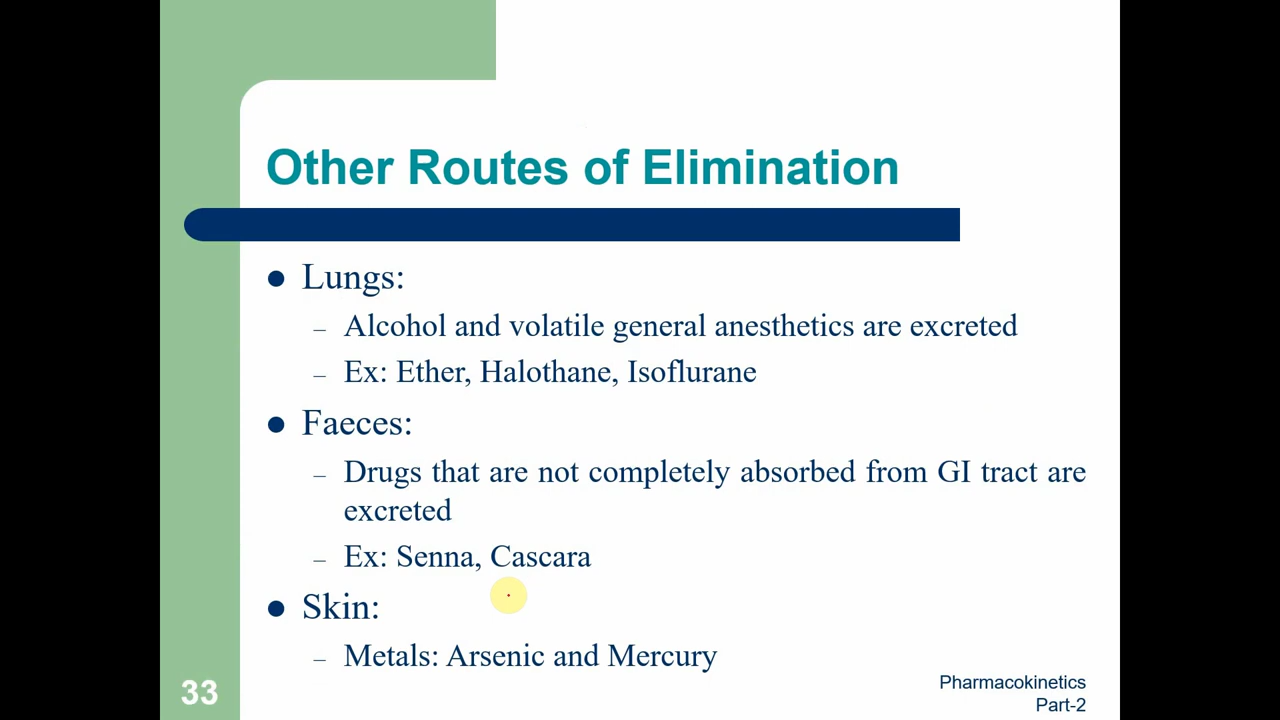 Other Routes of Elimination
● Lungs:
– Alcohol and volatile general anesthetics are excreted
– Ex: Ether, Halothane, Isoflurane
● Faeces:
– Drugs that are not completely absorbed from GI tract are
excreted
– Ex: Senna, Cascara
● Skin:
– Metals: Arsenic and Mercury
33
Pharmacokinetics
Part-2